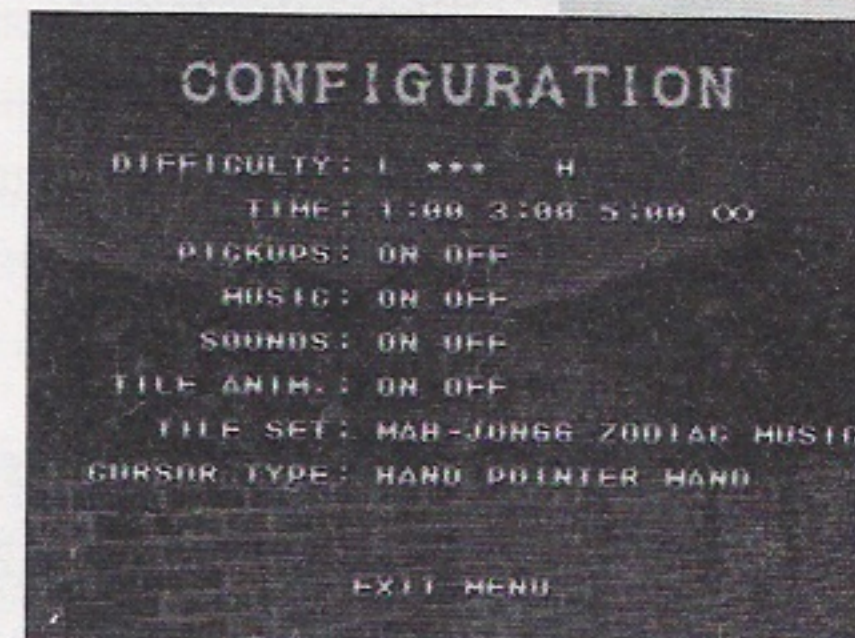 CONFIGURATION
DIFFICULTY: L *** H
TIME: 1:00 3:00 5:00 ∞
PICKUPS: ON OFF
MUSIC: ON OFF
SOUNDS: ON OFF
TILE ANIM.: ON OFF
TILE SET: MAH-JONGG ZODIAC MUSIC
CURSOR TYPE: HAND POINTER HAND
EXIT MENU